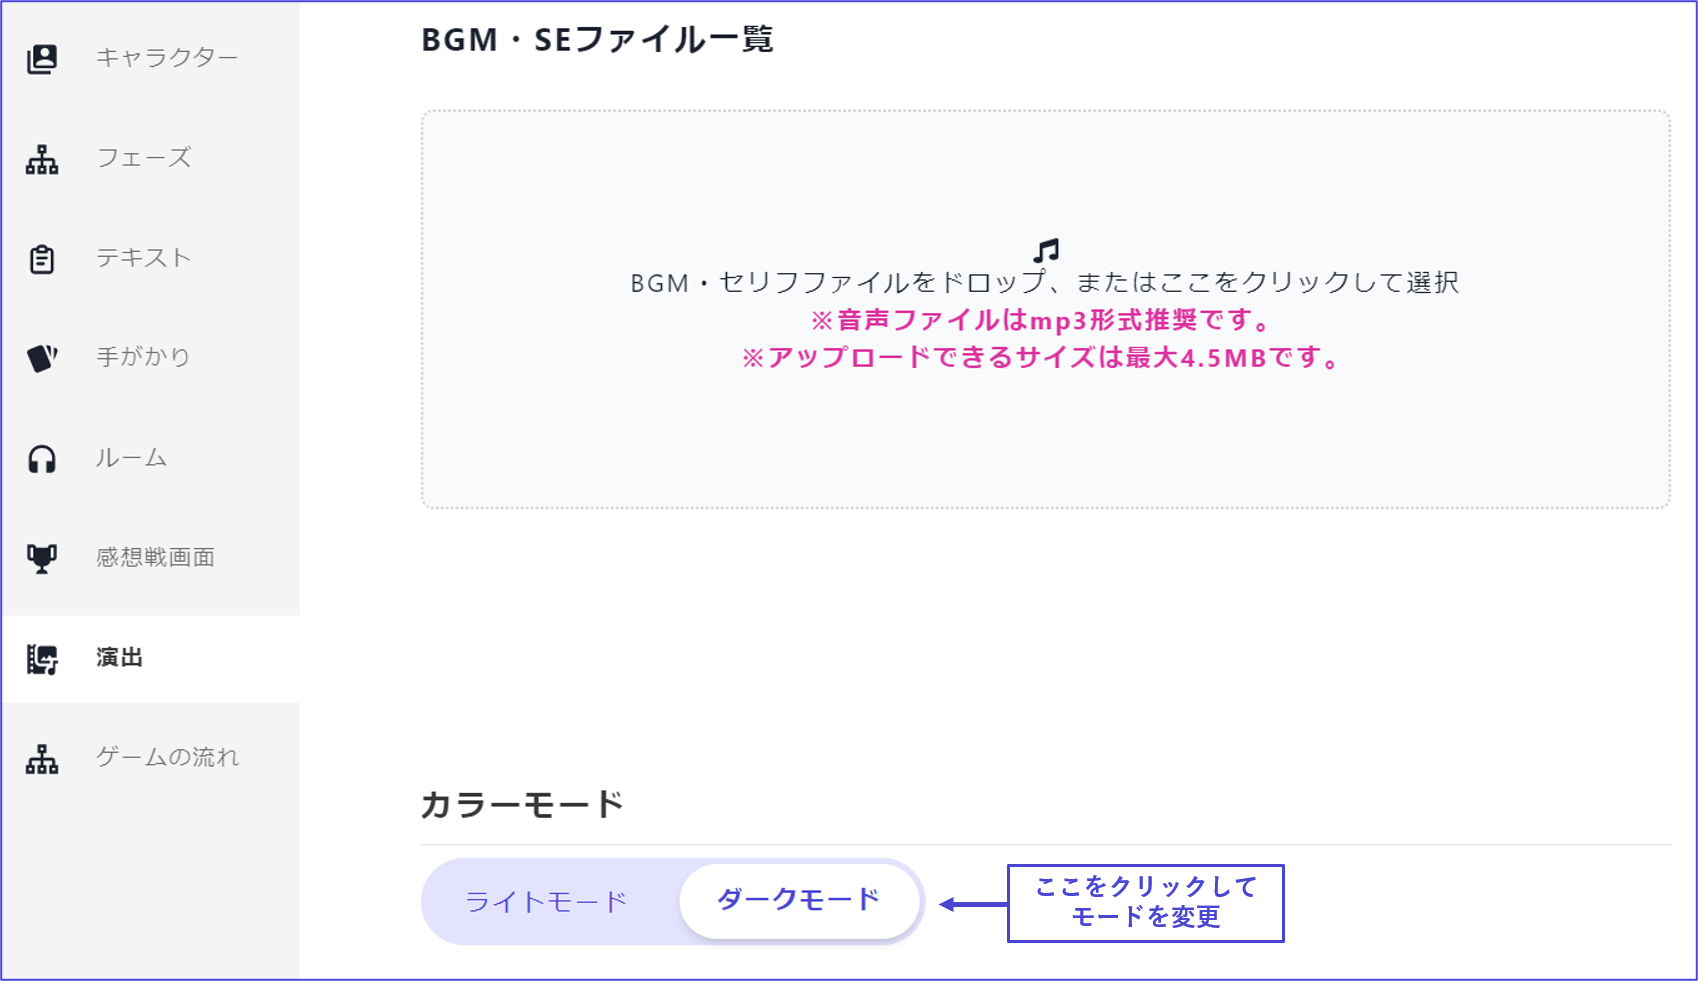 キャラクター
フェーズ
テキスト
手がかり
ルーム
感想戦画面
演出
ゲームの流れ
BGM・SEファイル一覧
BGM・セリフファイルをドロップ、またはここをクリックして選択
※音声ファイルはmp3形式推奨です。
※アップロードできるサイズは最大4.5MBです。
カラーモード
ライトモード
ダークモード
ここをクリックして
モードを変更